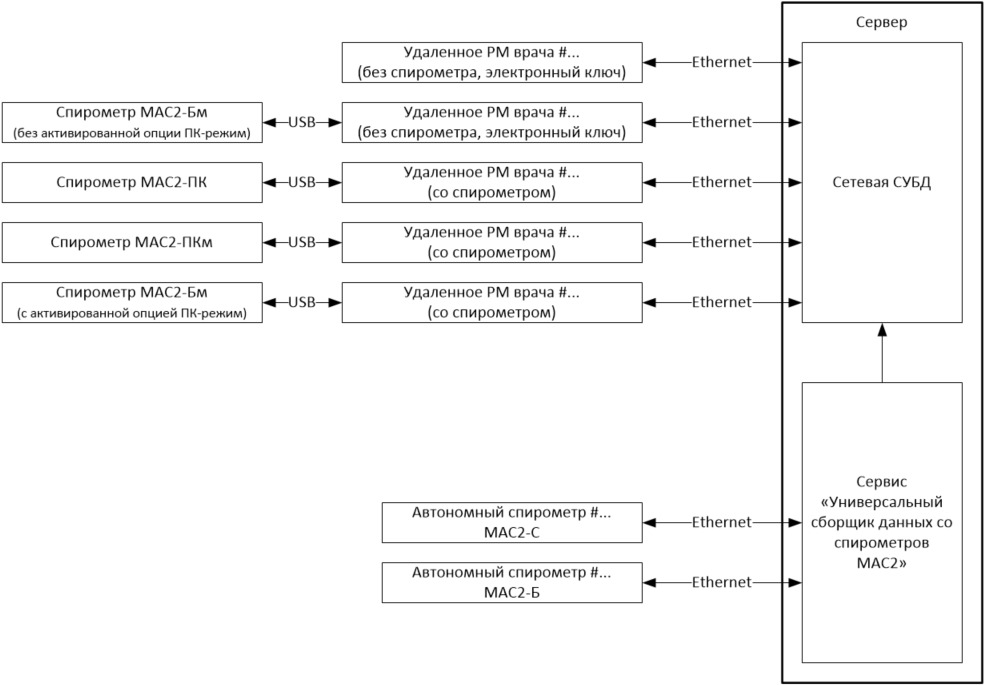 Сервер
Удаленное РМ врача #...
(без спирометра, электронный ключ)
Ethernet
Спирометр МАС2-Бм
(без активированной опции ПК-режим)
USB
Удаленное РМ врача #...
(без спирометра, электронный ключ)
Ethernet
Спирометр МАС2-ПК
USB
Удаленное РМ врача #...
(со спирометром)
Ethernet
Сетевая СУБД
Спирометр МАС2-ПКм
USB
Удаленное РМ врача #...
(со спирометром)
Ethernet
Спирометр МАС2-Бм
(с активированной опцией ПК-режим)
USB
Удаленное РМ врача #...
(со спирометром)
Ethernet
Сервис
«Универсальный
сборщик данных со
спирометров
МАС2»
Автономный спирометр #...
МАС2-С
Ethernet
Автономный спирометр #...
МАС2-Б
Ethernet